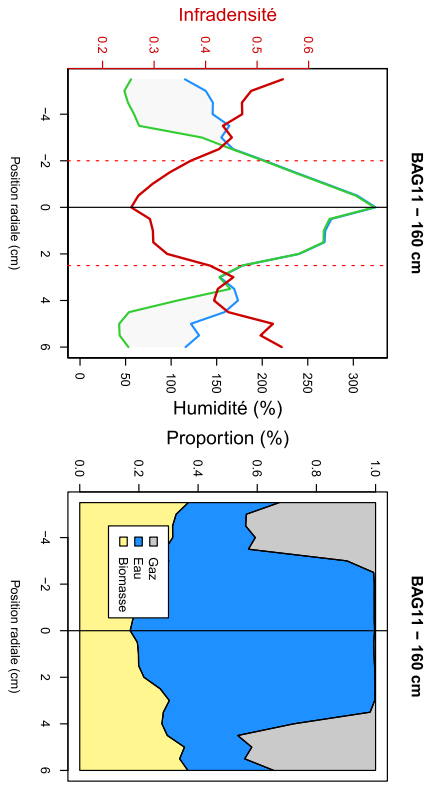 BAG11 − 160 cm
Infradensité
0.2 0.3 0.4 0.5 0.6
−4 −2 0 2 4 6
Position radiale (cm)
0 50 100 150 200 250 300
Humidité (%)
BAG11 − 160 cm
Proportion (%)
0.0 0.2 0.4 0.6 0.8 1.0
Gaz
Eau
Biomasse
−4 −2 0 2 4 6
Position radiale (cm)